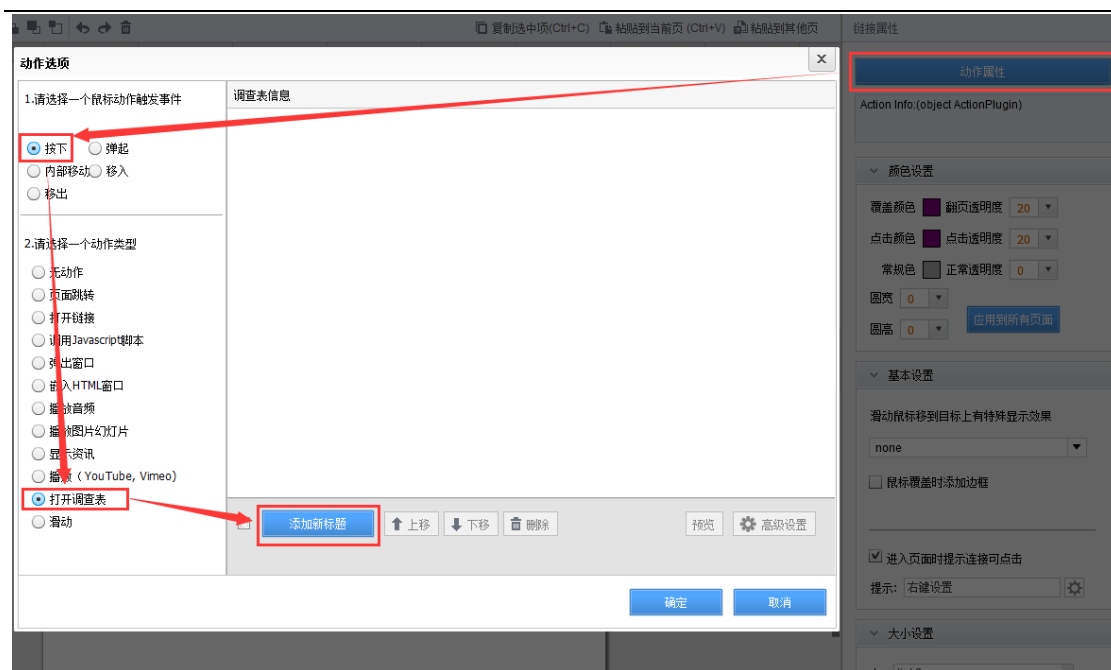 复制选中项(Ctrl+C) 粘贴到当前页 (Ctrl+V) 粘贴到其他页
链接属性
动作选项
x
动作属性
1.请选择一个鼠标动作触发事件
调查表信息
Action Info:(object ActionPlugin)
按下 弹起
内部移动 移入
移出
颜色设置
覆盖颜色 翻页透明度 20
点击颜色 点击透明度 20
常规色 正常透明度 0
圆宽 0
圆高 0
应用到所有页面
2.请选择一个动作类型
无动作
页面跳转
打开链接
调用Javascript脚本
弹出窗口
嵌入HTML窗口
播放音频
播放图片幻灯片
显示资讯
播放（YouTube, Vimeo)
打开调查表
滑动
基本设置
滑动鼠标移到目标上有特殊显示效果
none
鼠标覆盖时添加边框
添加新标题 上移 下移 删除 预览 高级设置
进入页面时提示连接可点击
提示: 右键设置
确定 取消
大小设置